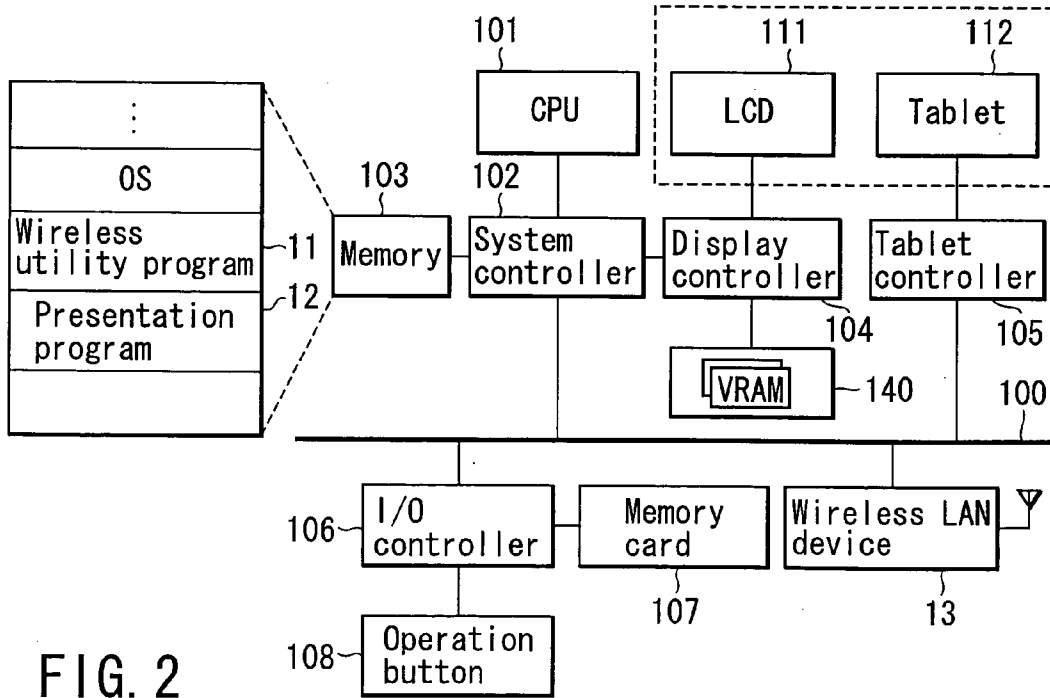 101
111
112
CPU
LCD
Tablet
⋮
OS
Wireless
utility program
11
Presentation
program
12
103
Memory
102
System
controller
Display
controller
104
Tablet
controller
105
VRAM
140
100
106
I/O
controller
Memory
card
107
Wireless LAN
device
13
108
Operation
button
FIG. 2